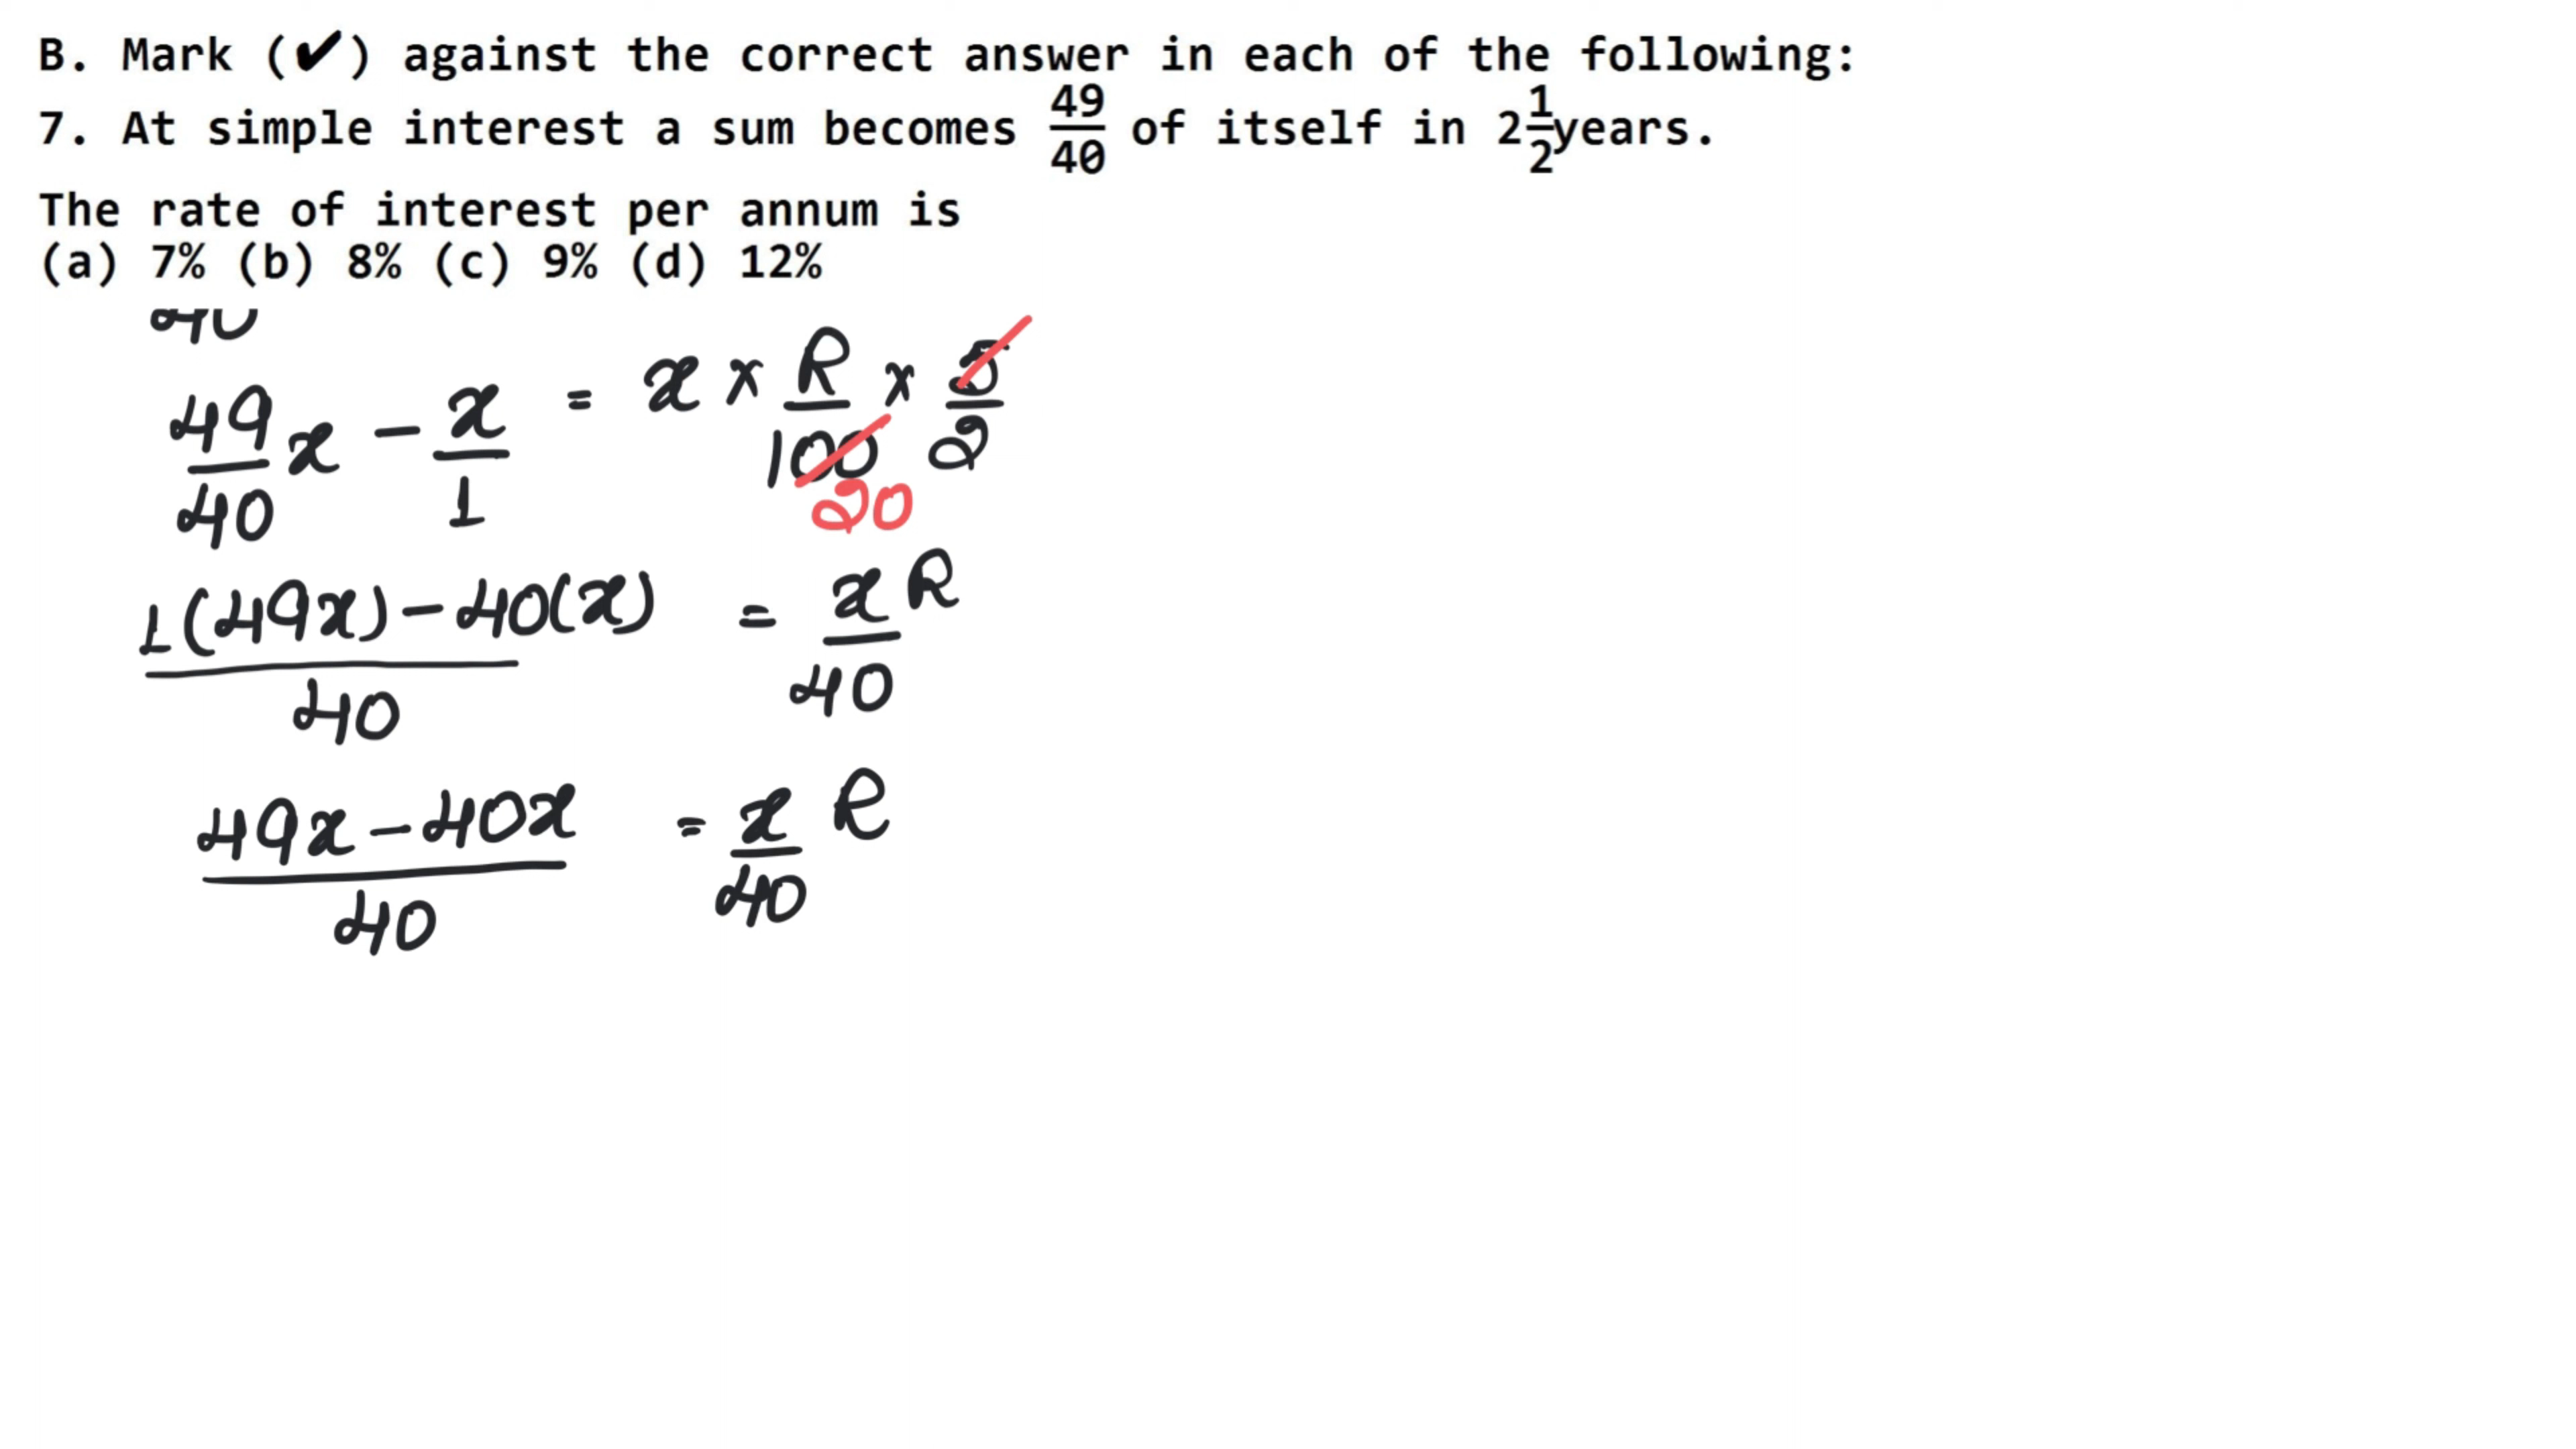 B. Mark (✔) against the correct answer in each of the following:
7. At simple interest a sum becomes 49/40 of itself in 2 1/2 years.
The rate of interest per annum is
(a) 7% (b) 8% (c) 9% (d) 12%
40
49/40 x - x/1 = x × R/100 × 5/2
20
1(49x) - 40(x) / 40 = xR/40
49x - 40x / 40 = x/40 R